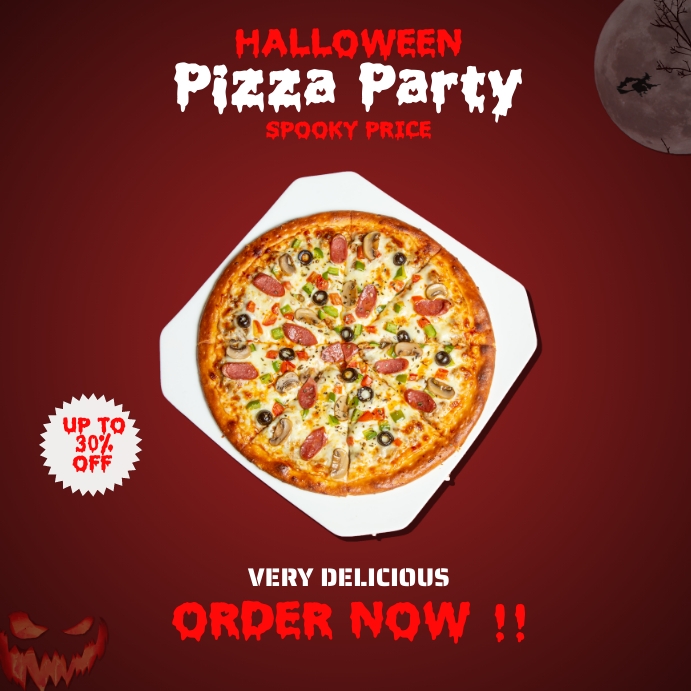 HALLOWEEN
Pizza Party
SPOOKY PRICE
UP TO
30%
OFF
VERY DELICIOUS
ORDER NOW !!